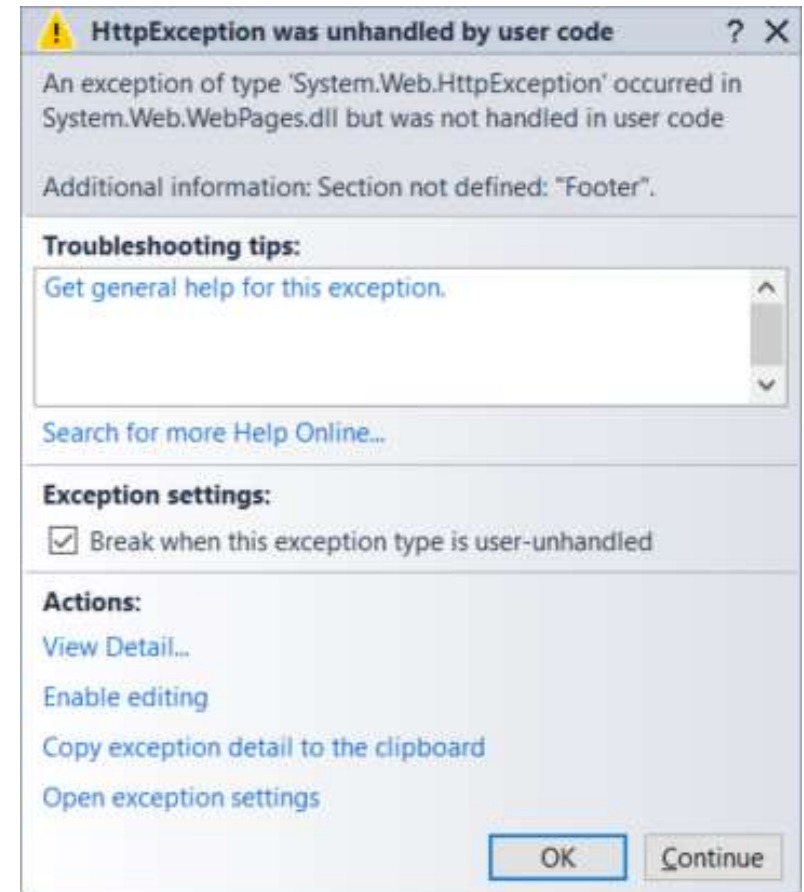 HttpException was unhandled by user code ?
An exception of type 'System.Web.HttpException' occurred in
System.Web.WebPages.dll but was not handled in user code
Additional information: Section not defined: "Footer".
Troubleshooting tips:
Get general help for this exception.
Search for more Help Online...
Exception settings:
Break when this exception type is user-unhandled
Actions:
View Detail...
Enable editing
Copy exception detail to the clipboard
Open exception settings
OK Continue